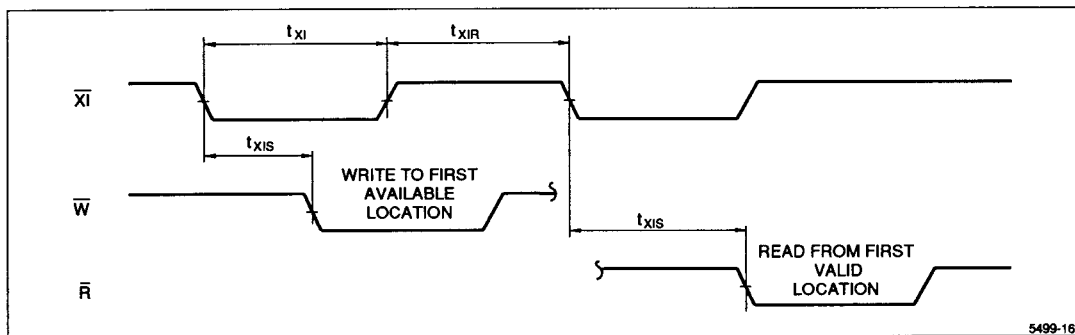 tXI
tXIR
XI
tXIS
WRITE TO FIRST
AVAILABLE
LOCATION
W
tXIS
READ FROM FIRST
VALID
LOCATION
R
5499-16